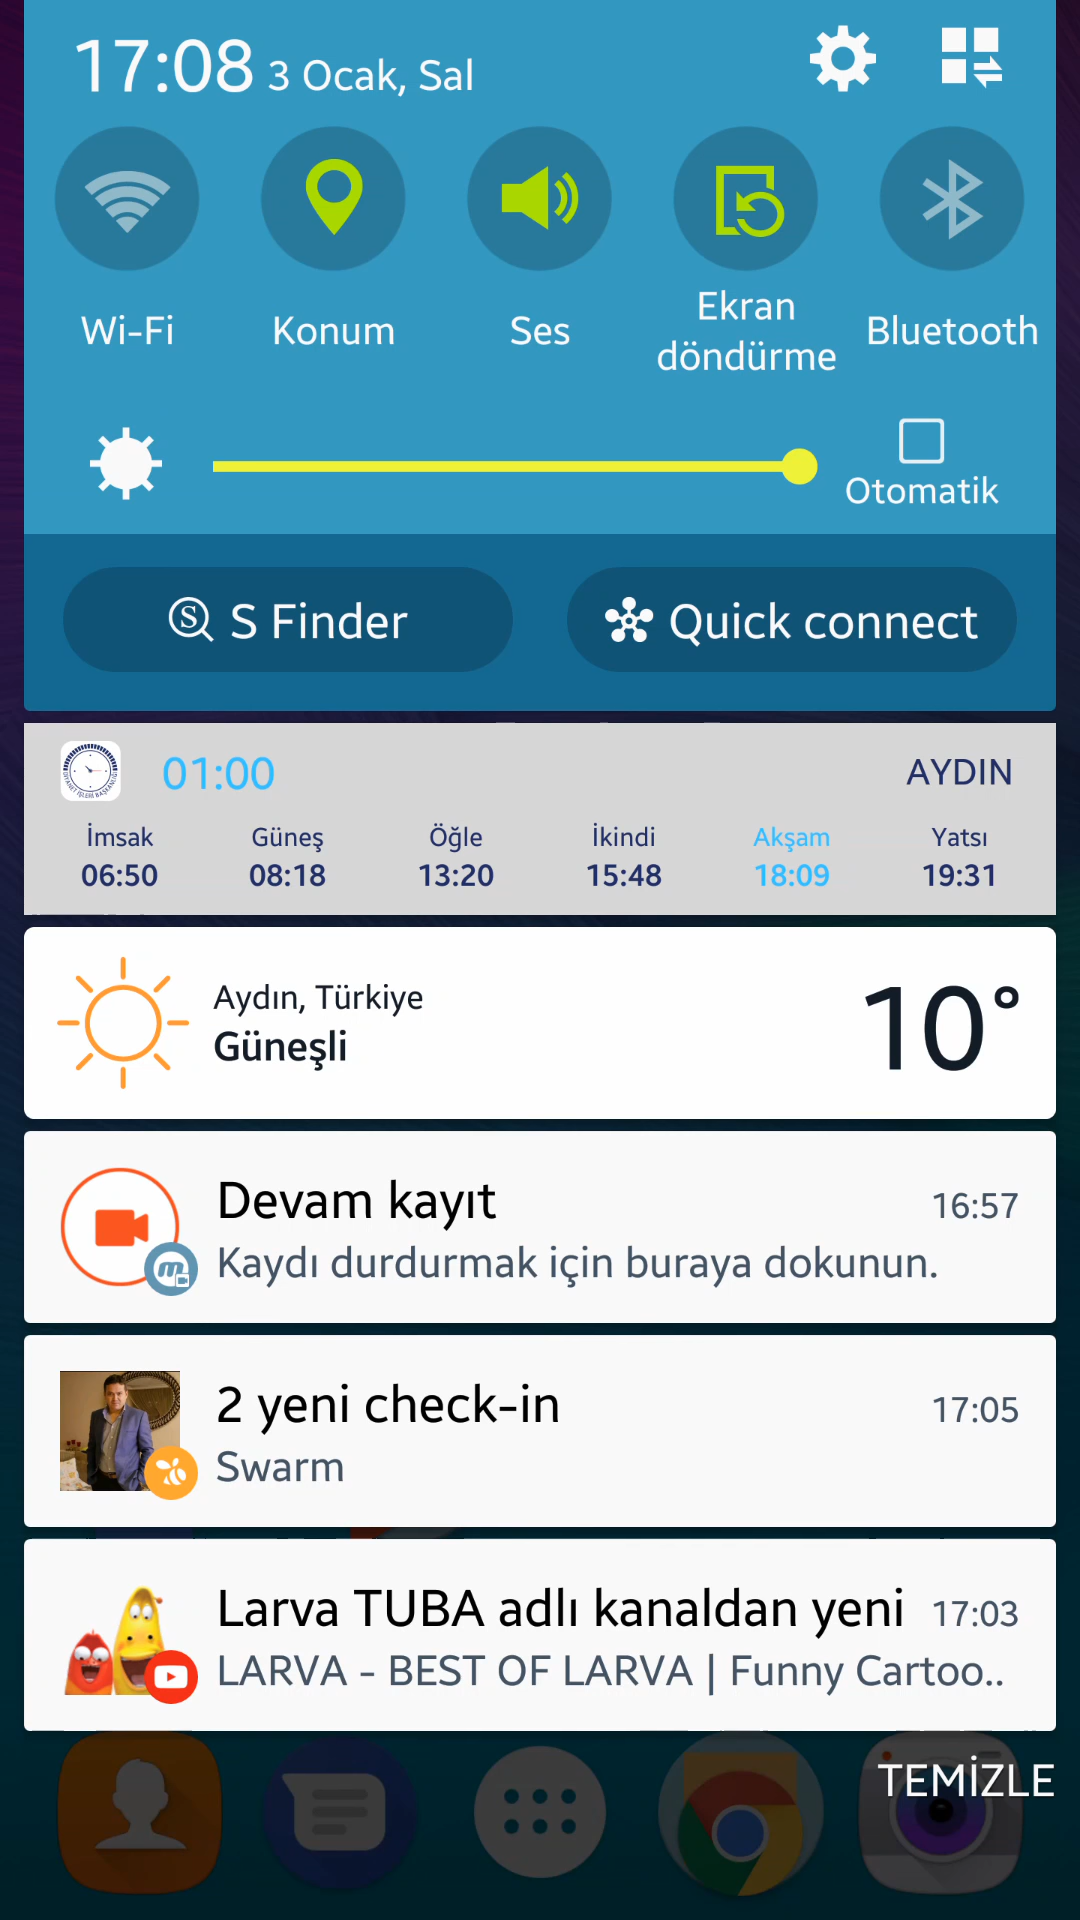 17:08 3 Ocak, Sal
Wi-Fi
Konum
Ses
Ekran
döndürme
Bluetooth
Otomatik
S Finder
Quick connect
01:00
AYDIN
İmsak Güneş Öğle İkindi Akşam Yatsı
06:50 08:18 13:20 15:48 18:09 19:31
Aydın, Türkiye
Güneşli
10°
Devam kayıt 16:57
Kaydı durdurmak için buraya dokunun.
2 yeni check-in 17:05
Swarm
Larva TUBA adlı kanaldan yeni 17:03
LARVA - BEST OF LARVA | Funny Cartoo..
TEMİZLE